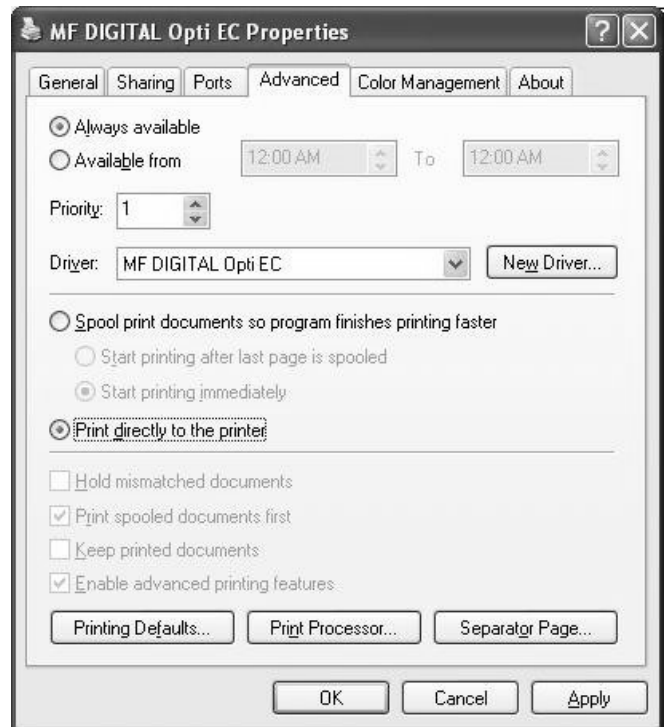 MF DIGITAL Opti EC Properties
General Sharing Ports Advanced Color Management About
Always available
Available from 12:00 AM To 12:00 AM
Priority: 1
Driver: MF DIGITAL Opti EC New Driver...
Spool print documents so program finishes printing faster
Start printing after last page is spooled
Start printing immediately
Print directly to the printer
Hold mismatched documents
Print spooled documents first
Keep printed documents
Enable advanced printing features
Printing Defaults... Print Processor... Separator Page...
OK Cancel Apply